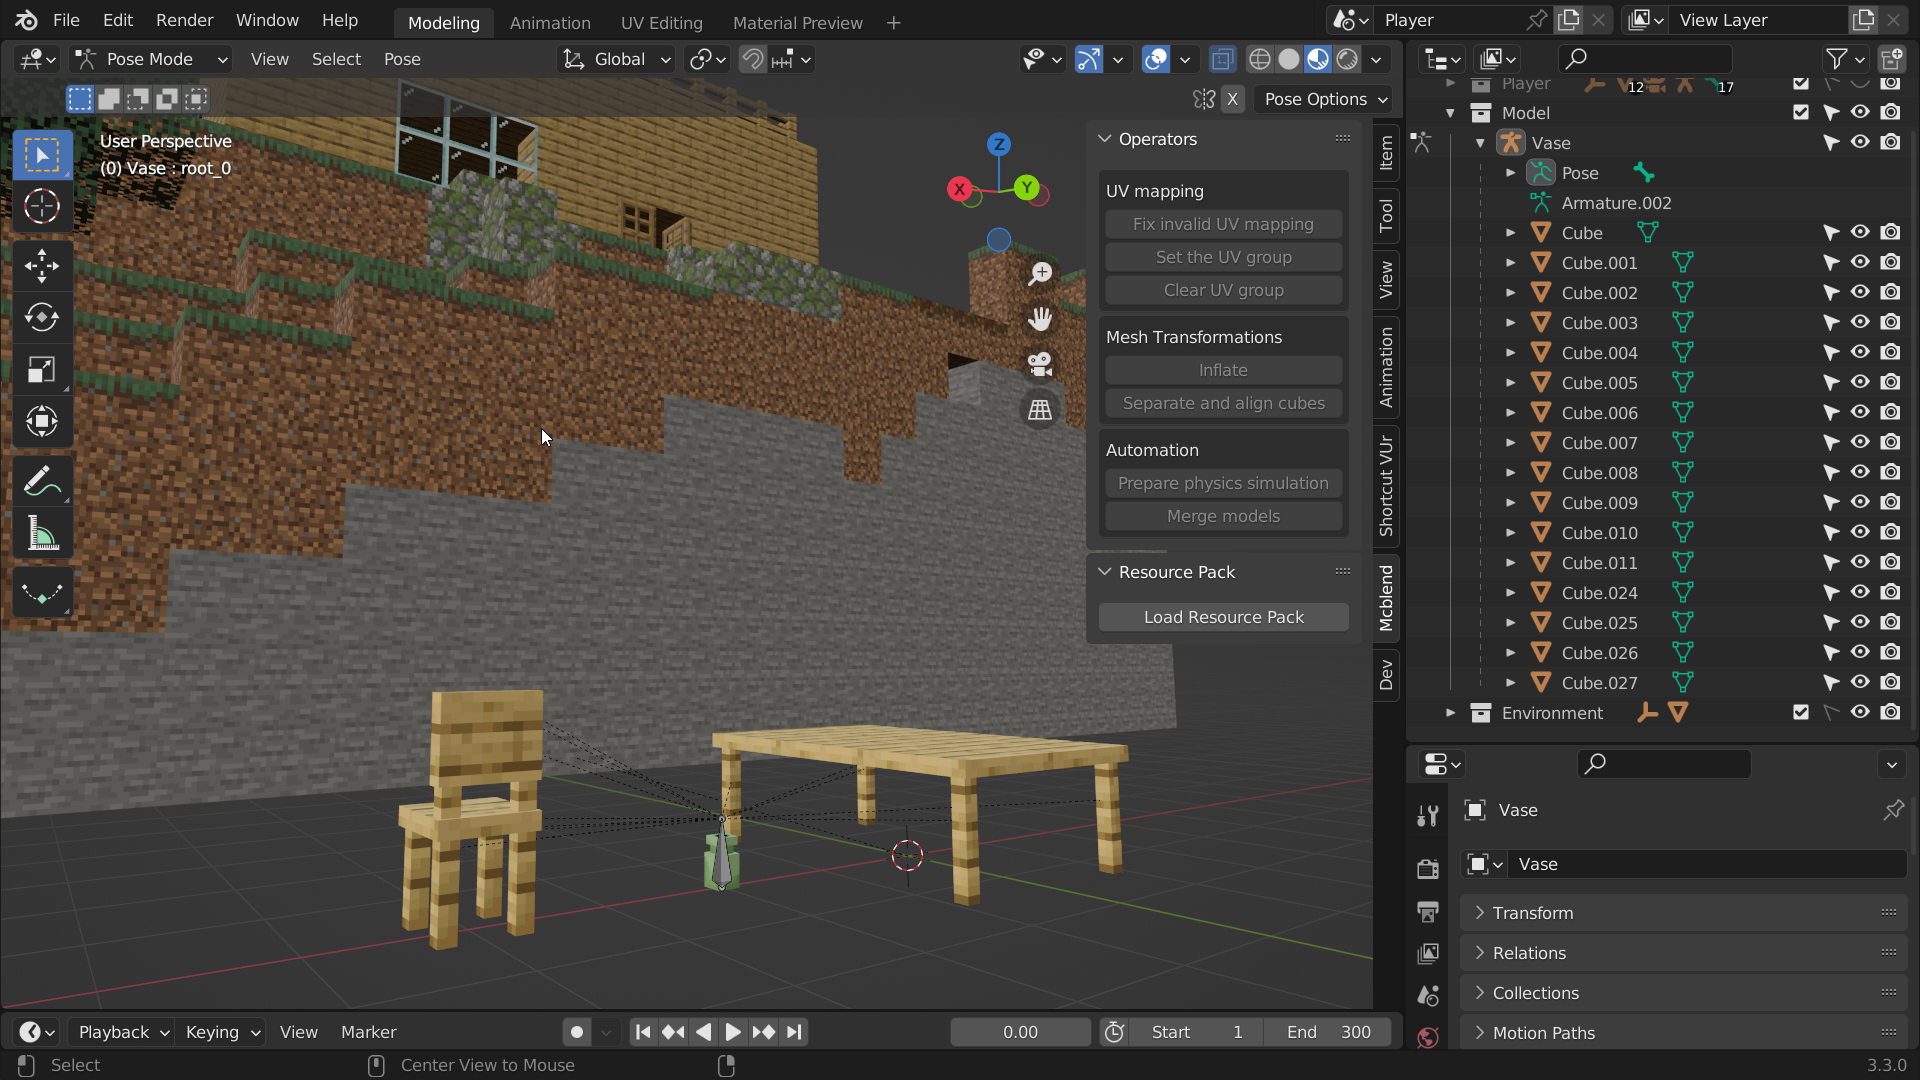 File Edit Render Window Help
Modeling Animation UV Editing Material Preview
Player
View Layer
Pose Mode View Select Pose
Global
X Pose Options
User Perspective
(0) Vase : root_0
Z
X Y
Operators
UV mapping
Fix invalid UV mapping
Set the UV group
Clear UV group
Mesh Transformations
Inflate
Separate and align cubes
Automation
Prepare physics simulation
Merge models
Resource Pack
Load Resource Pack
Item
Tool
View
Animation
Shortcut VUr
Mcblend
Dev
Player 12 17
Model
Vase
Pose
Armature.002
Cube
Cube.001
Cube.002
Cube.003
Cube.004
Cube.005
Cube.006
Cube.007
Cube.008
Cube.009
Cube.010
Cube.011
Cube.024
Cube.025
Cube.026
Cube.027
Environment
Vase
Vase
Transform
Relations
Collections
Motion Paths
Playback Keying View Marker
0.00
Start 1
End 300
Select
Center View to Mouse
3.3.0